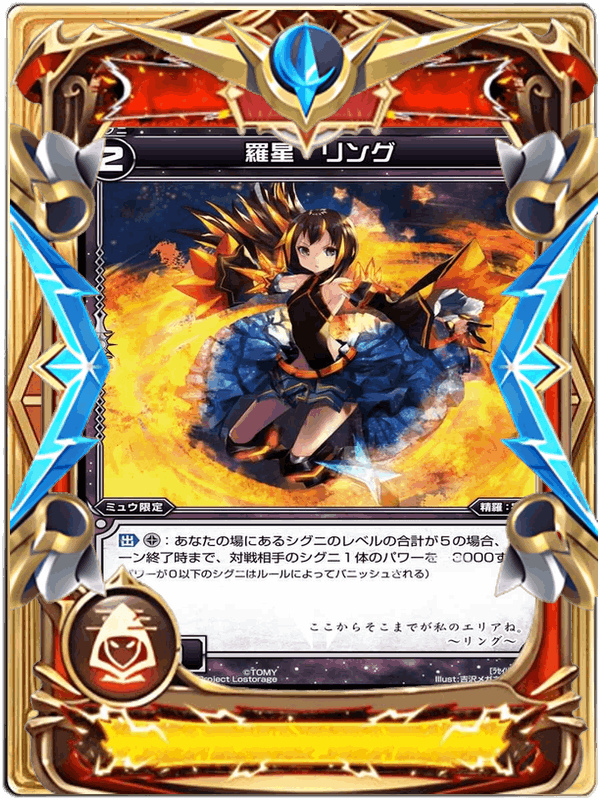 2
羅星 リング
ミュウ限定
精羅:
出 :あなたの場にあるシグニのレベルの合計が5の場合、
ーン終了時まで、対戦相手のシグニ1体のパワーを 8000す
パワーが0以下のシグニはルールによってバニッシュされる)
ここからそこまでが私のエリアね。
~リング~
©TOMY
Project Lostorage
Illust:吉沢メガネ